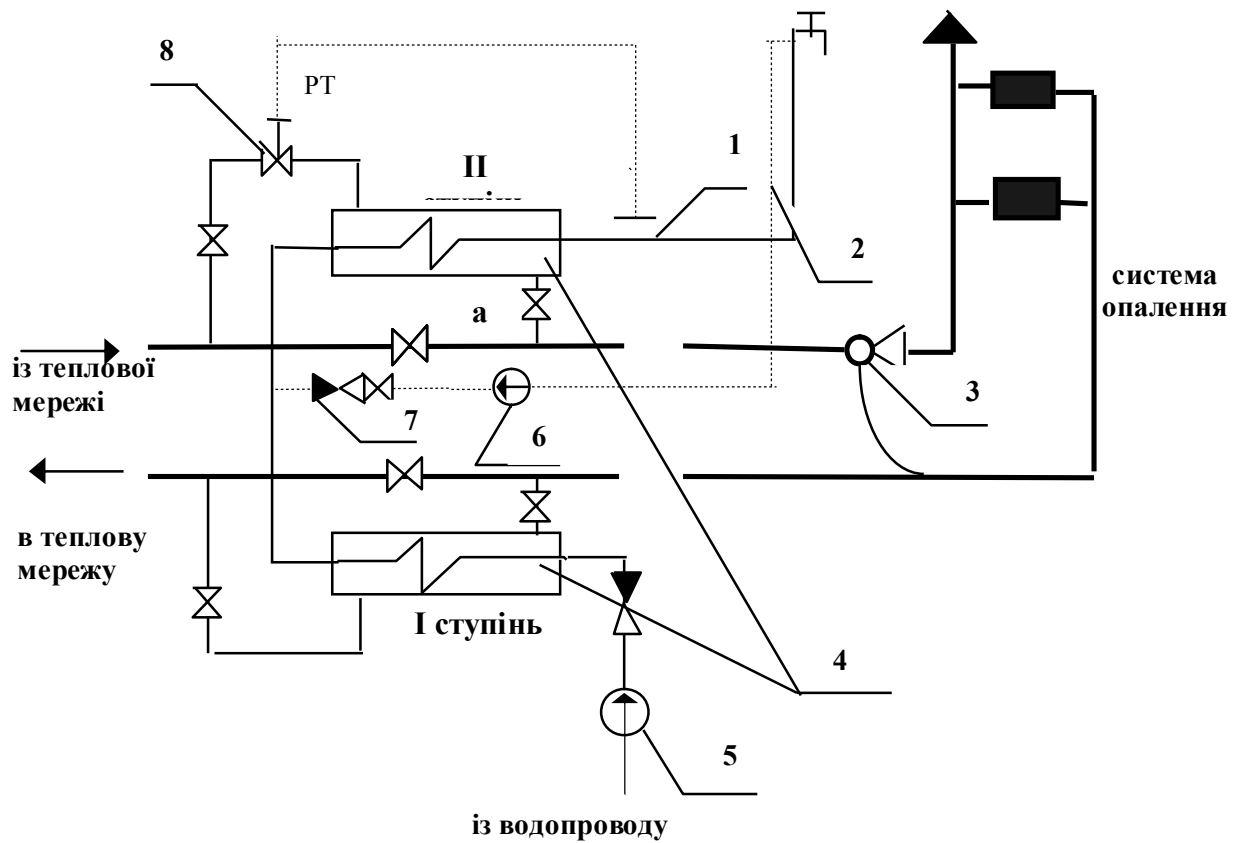 8
РТ
II
1
2
система
опалення
а
із теплової
мережі
3
7
6
в теплову
мережу
I ступінь
4
5
із водопроводу